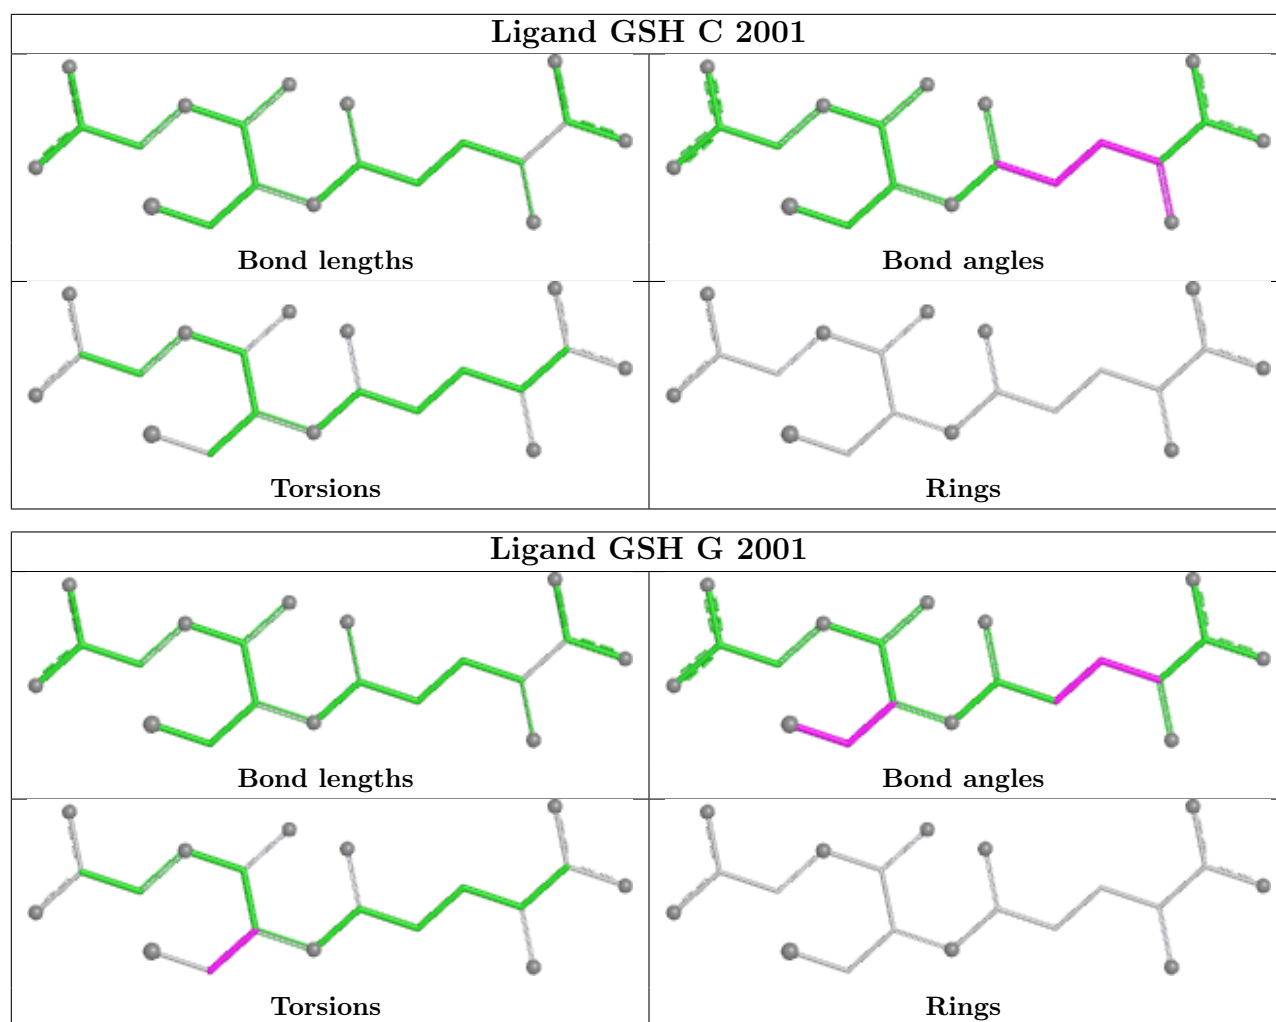 Ligand GSH C 2001
Bond lengths
Bond angles
Torsions
Rings
Ligand GSH G 2001
Bond lengths
Bond angles
Torsions
Rings